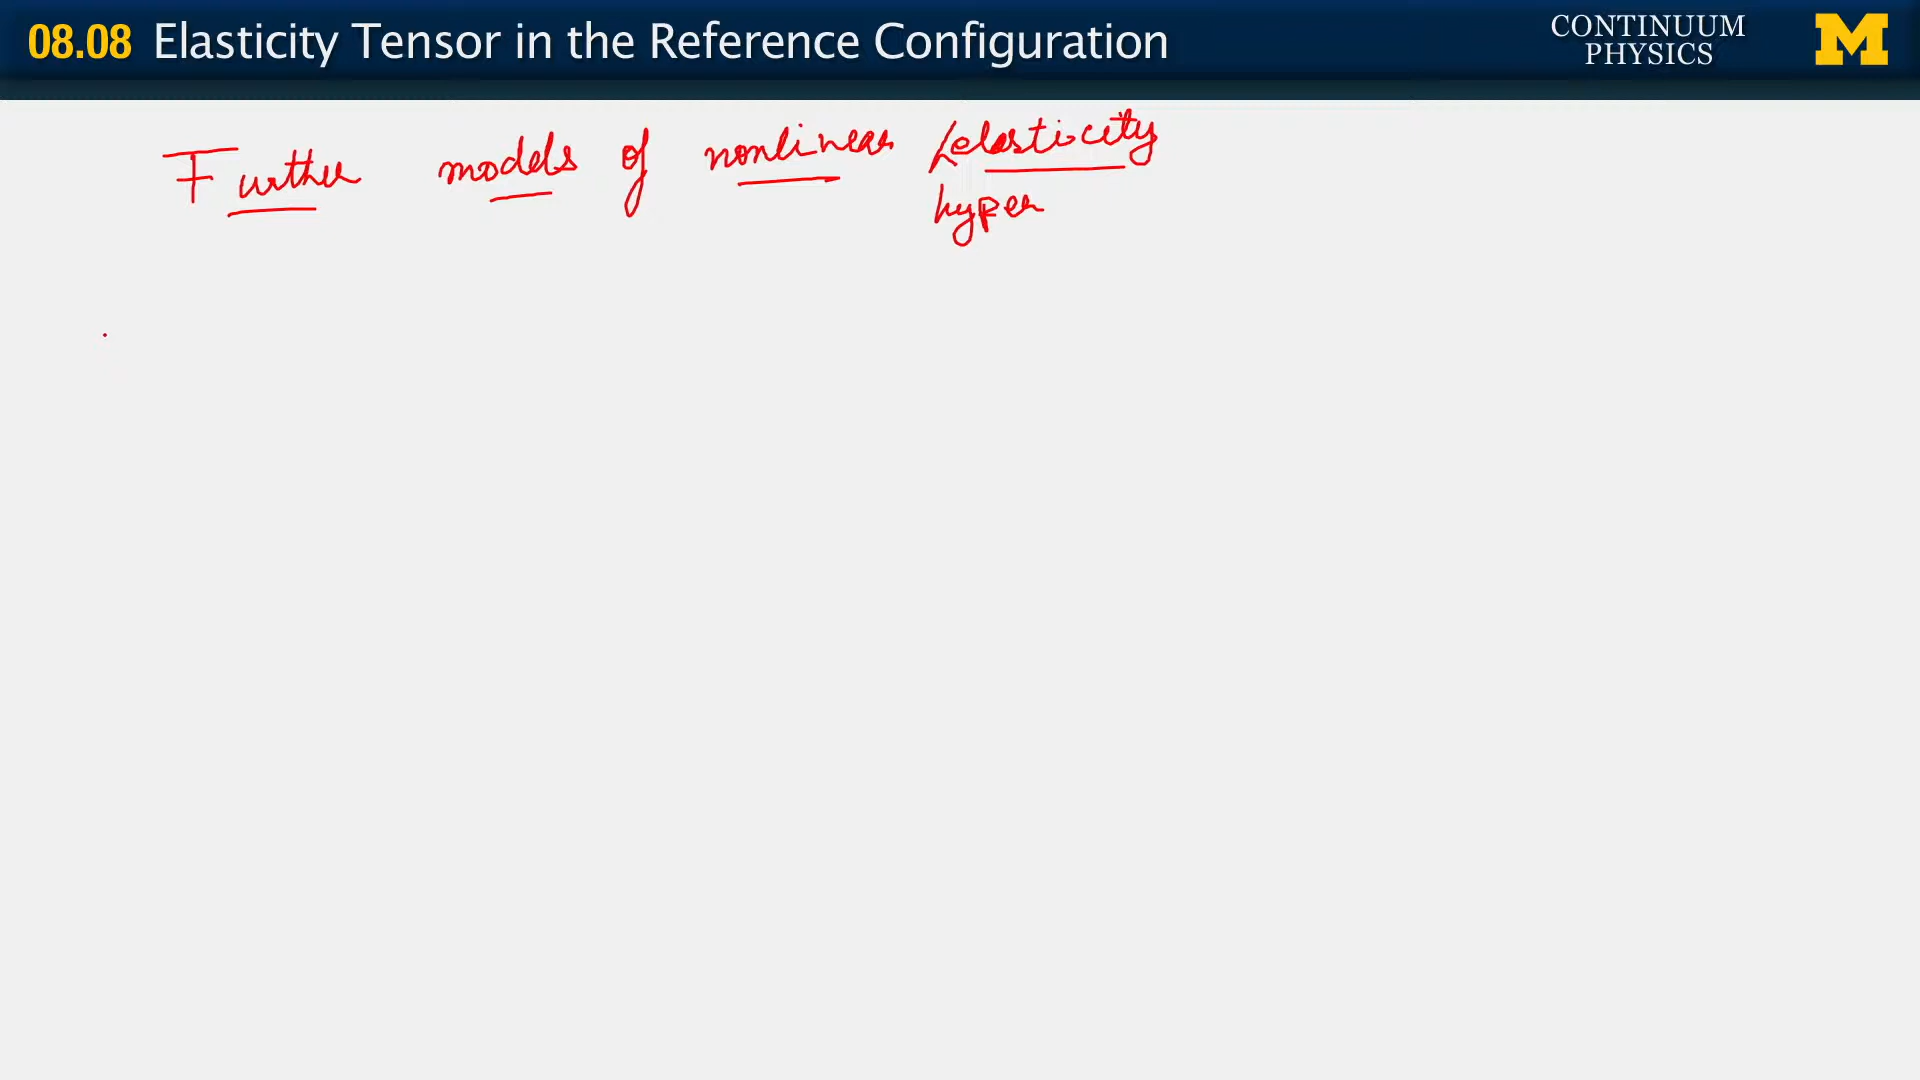 08.08 Elasticity Tensor in the Reference Configuration
CONTINUUM
PHYSICS
M
Further models of nonlinear elasticity
hyper